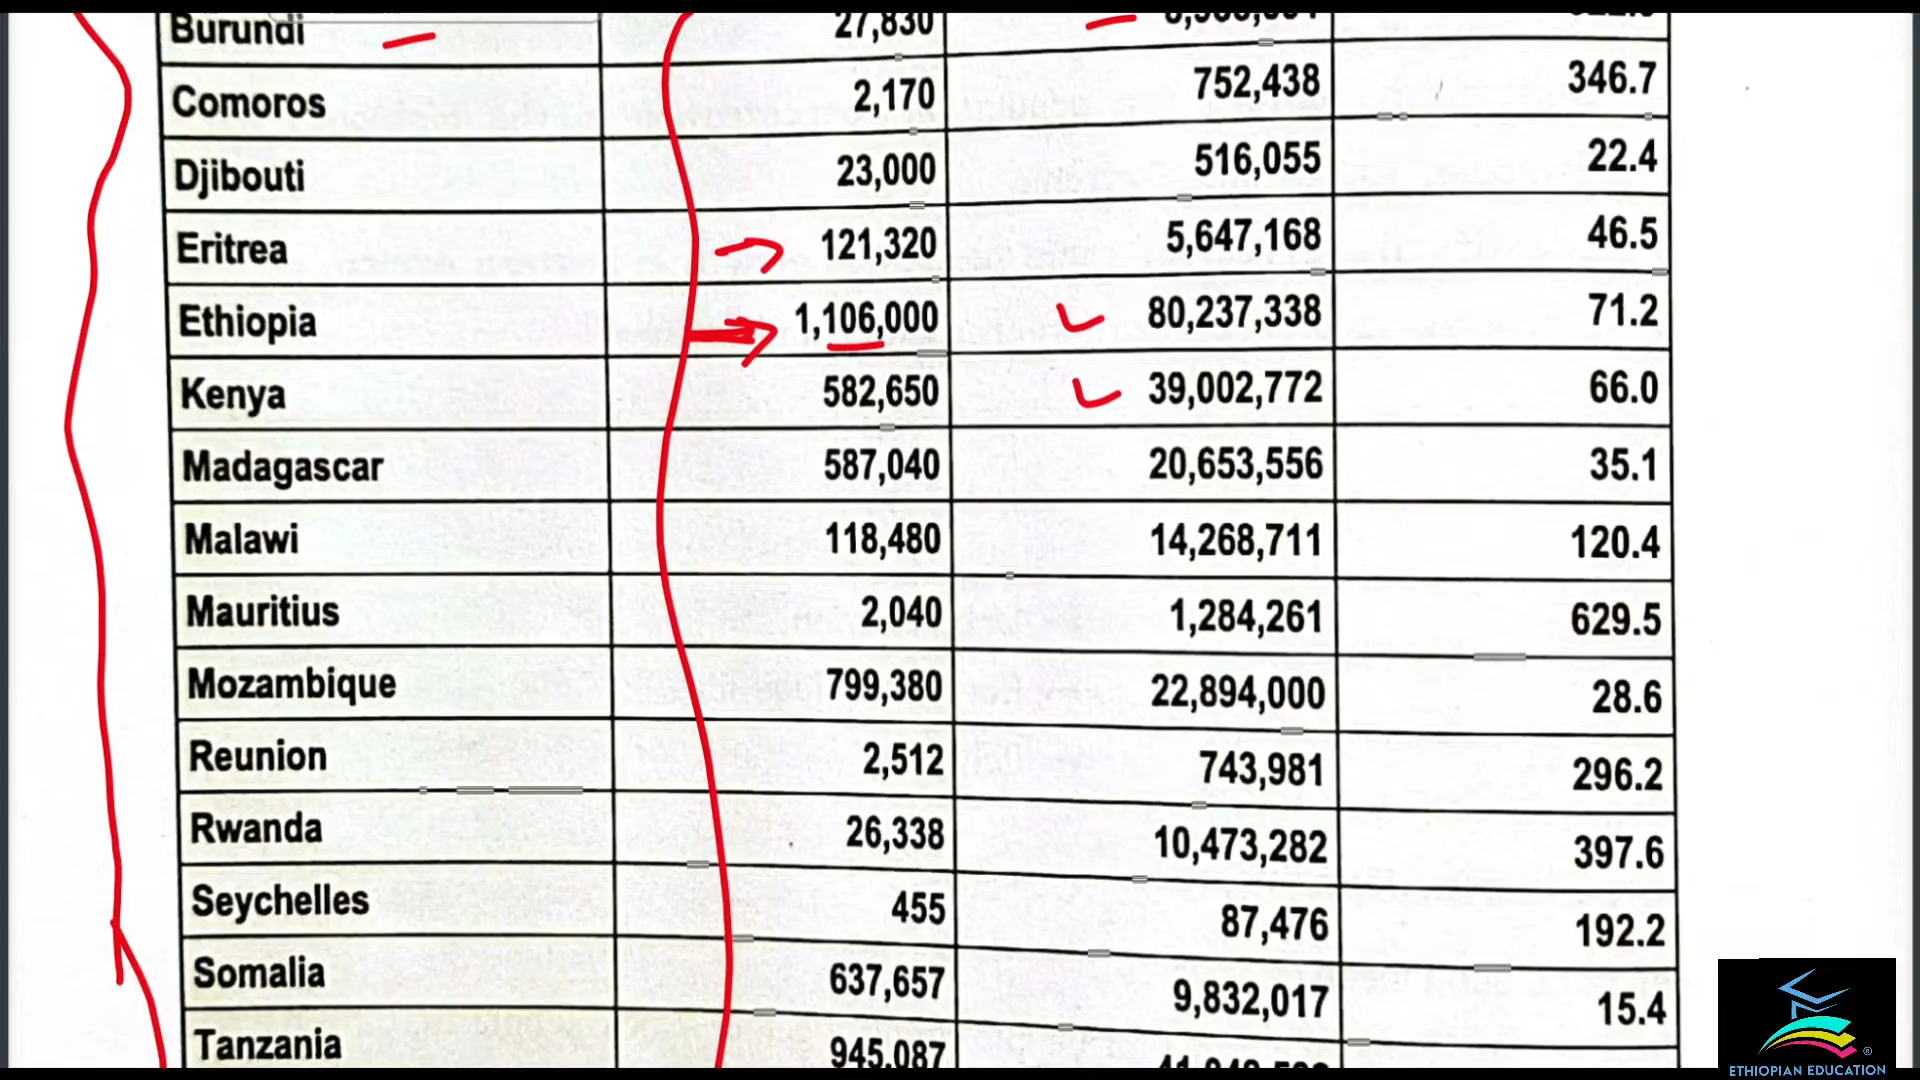 Burundi 27,830
Comoros 2,170 752,438 346.7
Djibouti 23,000 516,055 22.4
Eritrea 121,320 5,647,168 46.5
Ethiopia 1,106,000 80,237,338 71.2
Kenya 582,650 39,002,772 66.0
Madagascar 587,040 20,653,556 35.1
Malawi 118,480 14,268,711 120.4
Mauritius 2,040 1,284,261 629.5
Mozambique 799,380 22,894,000 28.6
Reunion 2,512 743,981 296.2
Rwanda 26,338 10,473,282 397.6
Seychelles 455 87,476 192.2
Somalia 637,657 9,832,017 15.4
Tanzania 945,087
ETHIOPIAN EDUCATION